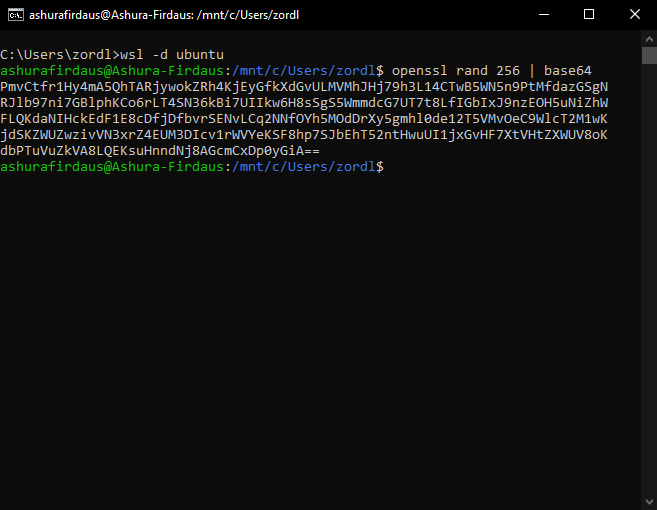 ashurafirdaus@Ashura-Firdaus: /mnt/c/Users/zordl
C:\Users\zordl>wsl -d ubuntu
ashurafirdaus@Ashura-Firdaus:/mnt/c/Users/zordl$ openssl rand 256 | base64
PmvCtfr1Hy4mA5QhTARjywokZRh4KjEyGfkXdGvULMVMhJHj79h3L14CTwB5WN5n9PtMfdazGSgN
RJlb97ni7GBlphKCo6rLT4SN36kBi7UIIkw6H8sSgS5WmmdcG7UT7t8LfIGbIxJ9nzEOH5uNiZhW
FLQKdaNIHckEdF1E8cDfjDfbvrSENvLCq2NNfOYh5MOdDrXy5gmhl0de12T5VMvOeC9WlcT2M1wK
jdSKZWUZwzivVN3xrZ4EUM3DIcv1rWVYeKSF8hp7SJbEhT52ntHwuUI1jxGvHF7XtVHtZXWUV8oK
dbPTuVuZkVA8LQEKsuHnndNj8AGcmCxDp0yGiA==
ashurafirdaus@Ashura-Firdaus:/mnt/c/Users/zordl$